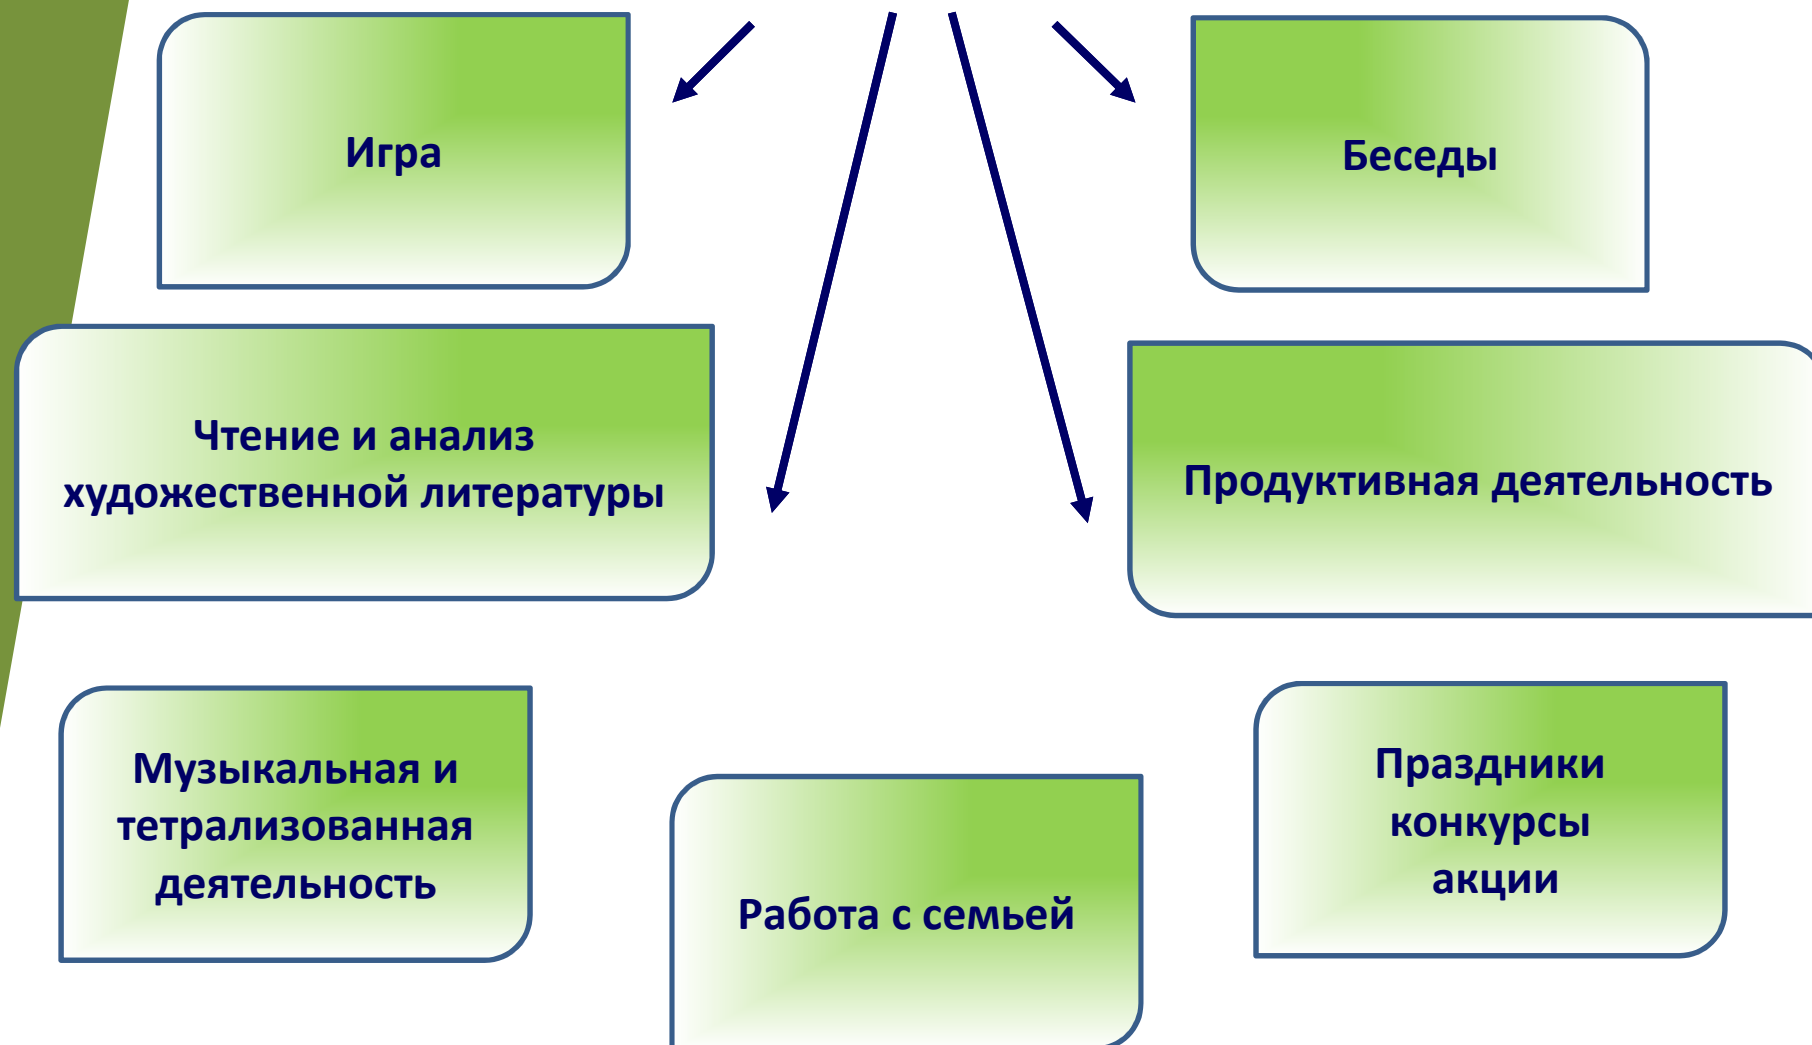 Игра
Беседы
Чтение и анализ
художественной литературы
Продуктивная деятельность
Музыкальная и
тетрализованная
деятельность
Работа с семьей
Праздники
конкурсы
акции